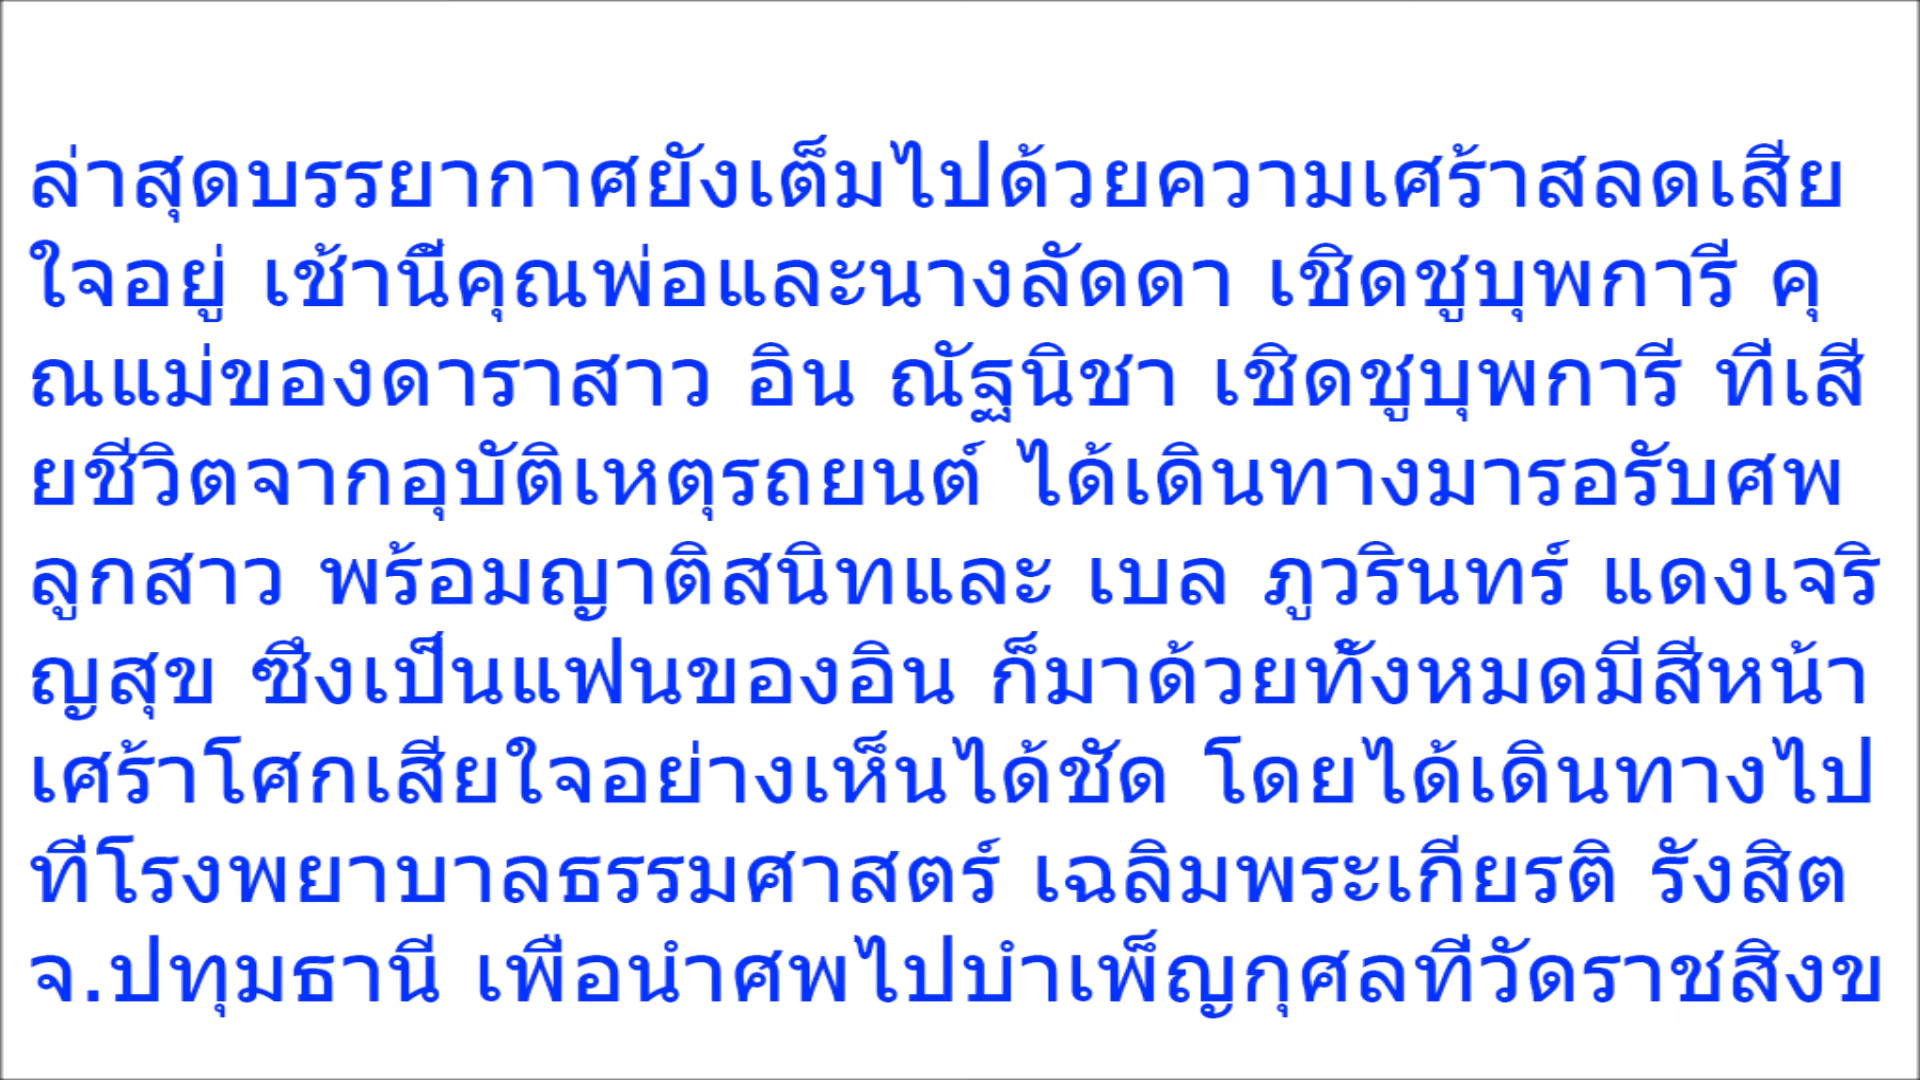 ล่าสุดบรรยากาศยังเต็มไปด้วยความเศร้าสลดเสีย
ใจอยู่ เช้านี้คุณพ่อและนางลัดดา เชิดชูบุพการี คุ
ณแม่ของดาราสาว อิน ณัฐนิชา เชิดชูบุพการี ที่เสี
ยชีวิตจากอุบัติเหตุรถยนต์ ได้เดินทางมารอรับศพ
ลูกสาว พร้อมญาติสนิทและ เบล ภูวรินทร์ แดงเจริ
ญสุข ซึ่งเป็นแฟนของอิน ก็มาด้วยทั้งหมดมีสีหน้า
เศร้าโศกเสียใจอย่างเห็นได้ชัด โดยได้เดินทางไป
ที่โรงพยาบาลธรรมศาสตร์ เฉลิมพระเกียรติ รังสิต
จ.ปทุมธานี เพื่อนำศพไปบำเพ็ญกุศลที่วัดราชสิงข